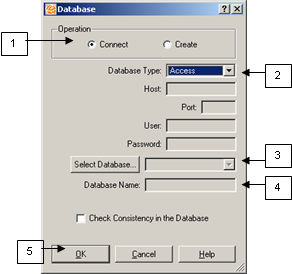 Database
Operation
1
Connect
Create
Database Type:
Access
2
Host:
Port:
User:
Password:
Select Database...
3
Database Name:
4
Check Consistency in the Database
5
OK
Cancel
Help